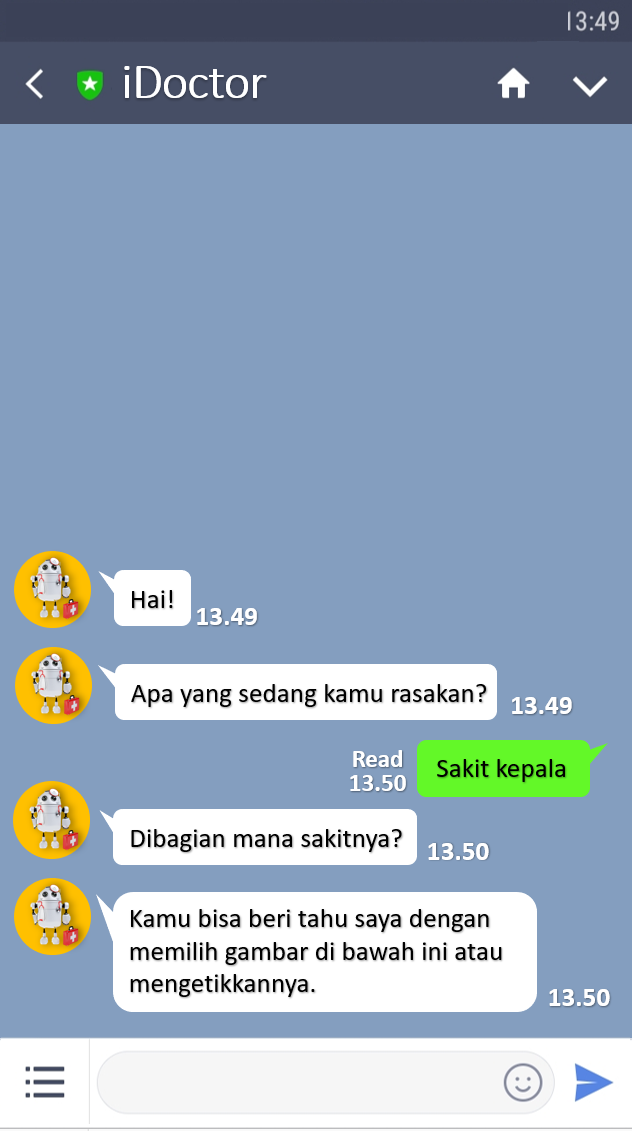 13:49
iDoctor
Hai!
13.49
Apa yang sedang kamu rasakan?
13.49
Read
13.50
Sakit kepala
Dibagian mana sakitnya?
13.50
Kamu bisa beri tahu saya dengan
memilih gambar di bawah ini atau
mengetikkannya.
13.50